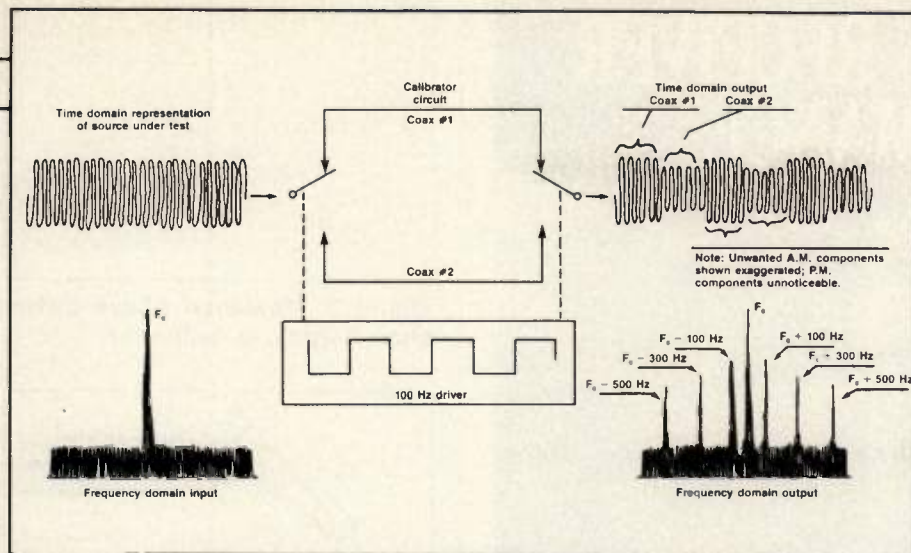 Time domain representation
of source under test
Calibrator
circuit
Coax #1
Coax #2
100 Hz driver
Time domain output
Coax #1 Coax #2
Note: Unwanted A.M. components
shown exaggerated; P.M.
components unnoticeable.
F₀
Frequency domain input
F₀
F₀ − 100 Hz
F₀ + 100 Hz
F₀ − 300 Hz
F₀ + 300 Hz
F₀ − 500 Hz
F₀ + 500 Hz
Frequency domain output